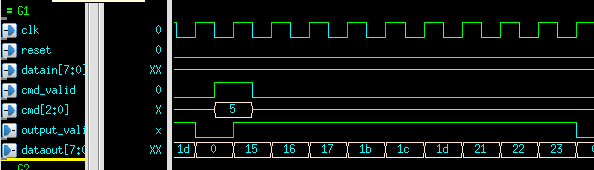 = G1
clk 0
reset 0
datain[7:0] XX
cmd_valid 0
cmd[2:0] X 5
output_vali x
dataout[7:0 XX 1d 0 15 16 17 1b 1c 1d 21 22 23 0
G2